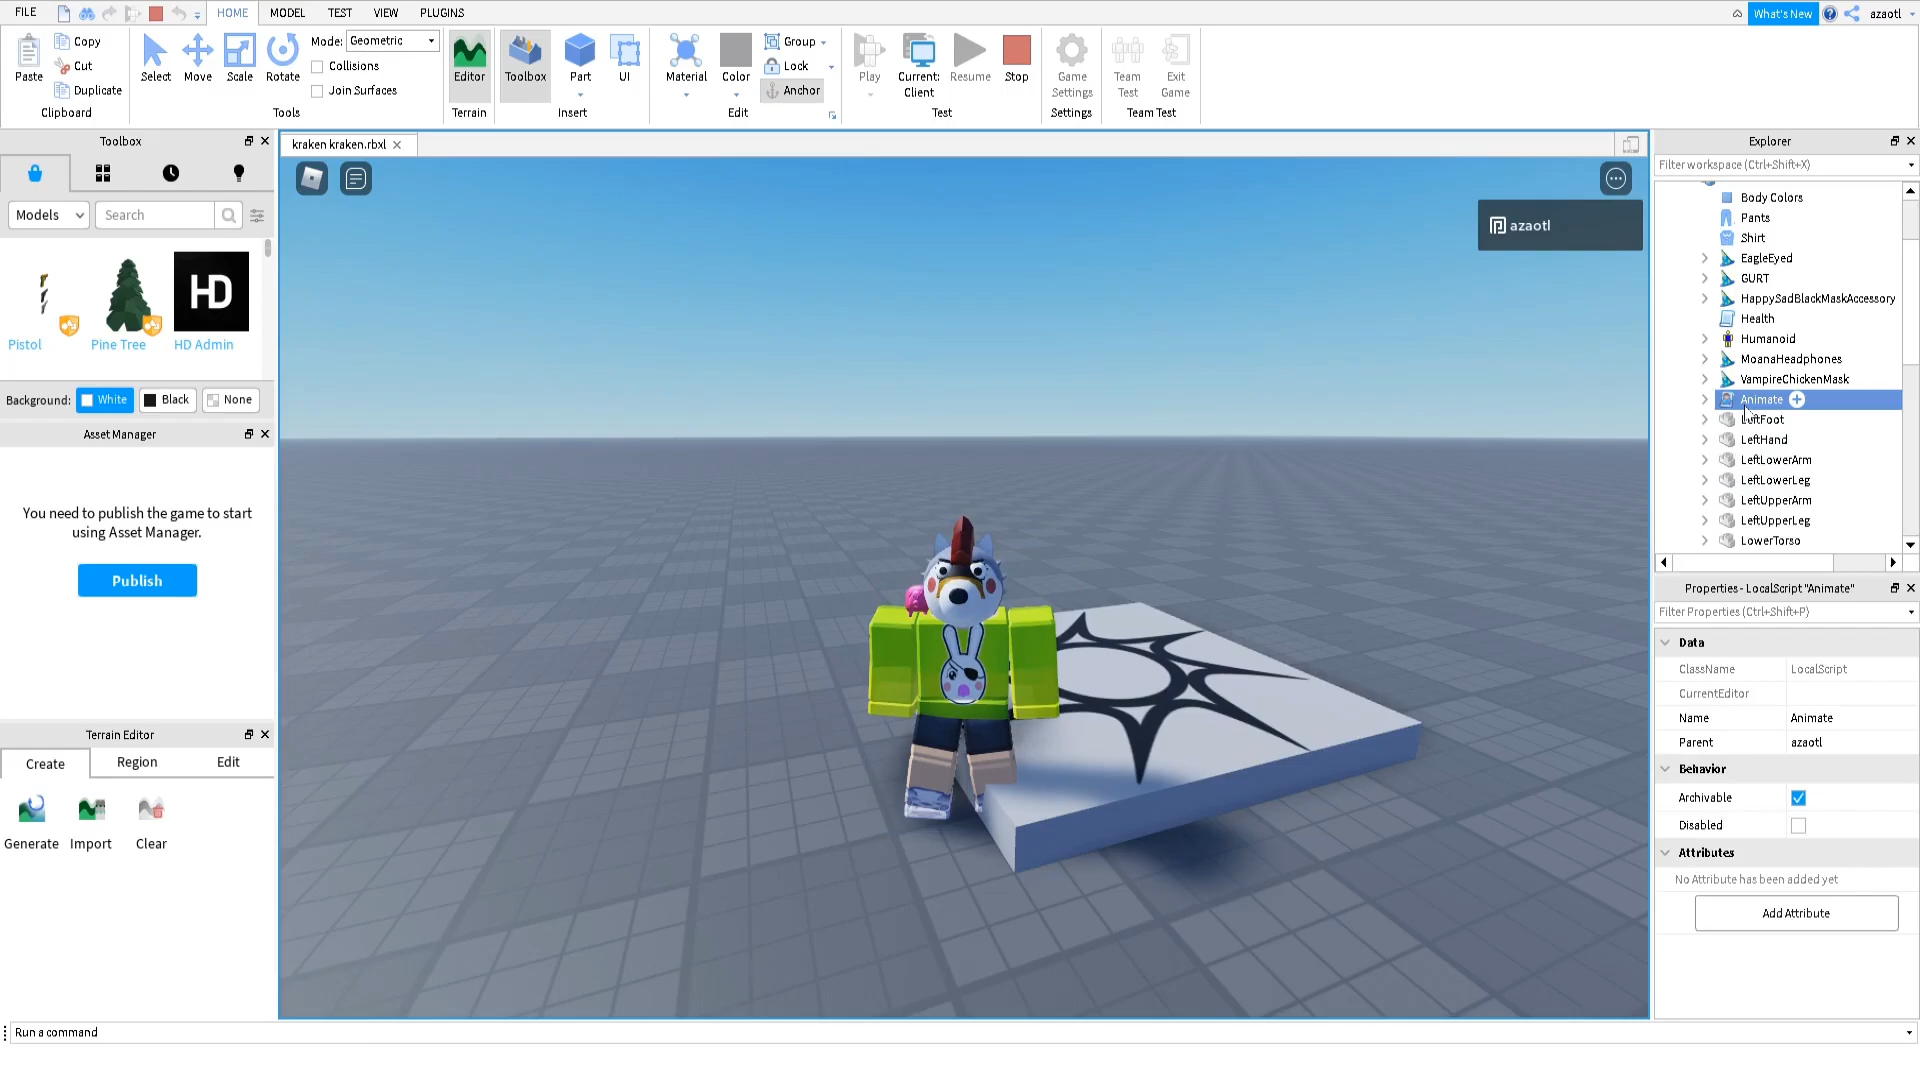 FILE HOME MODEL TEST VIEW PLUGINS What's New azaotl
Paste Copy Cut Duplicate
Clipboard
Select Move Scale Rotate
Mode: Geometric
Collisions
Join Surfaces
Tools
Editor
Terrain
Toolbox Part UI
Insert
Material Color Group Lock Anchor
Edit
Play Current: Client Resume Stop
Test
Game Settings
Settings
Team Test Exit Game
Team Test
Toolbox
Models Search
HD
Pistol Pine Tree HD Admin
Background: White Black None
Asset Manager
You need to publish the game to start
using Asset Manager.
Publish
Terrain Editor
Create Region Edit
Generate Import Clear
kraken kraken.rbxl
azaotl
Explorer
Filter workspace (Ctrl+Shift+X)
Body Colors
Pants
Shirt
EagleEyed
GURT
HappySadBlackMaskAccessory
Health
Humanoid
MoanaHeadphones
VampireChickenMask
Animate
LeftFoot
LeftHand
LeftLowerArm
LeftLowerLeg
LeftUpperArm
LeftUpperLeg
LowerTorso
Properties - LocalScript "Animate"
Filter Properties (Ctrl+Shift+P)
Data
ClassName LocalScript
CurrentEditor
Name Animate
Parent azaotl
Behavior
Archivable
Disabled
Attributes
No Attribute has been added yet
Add Attribute
Run a command